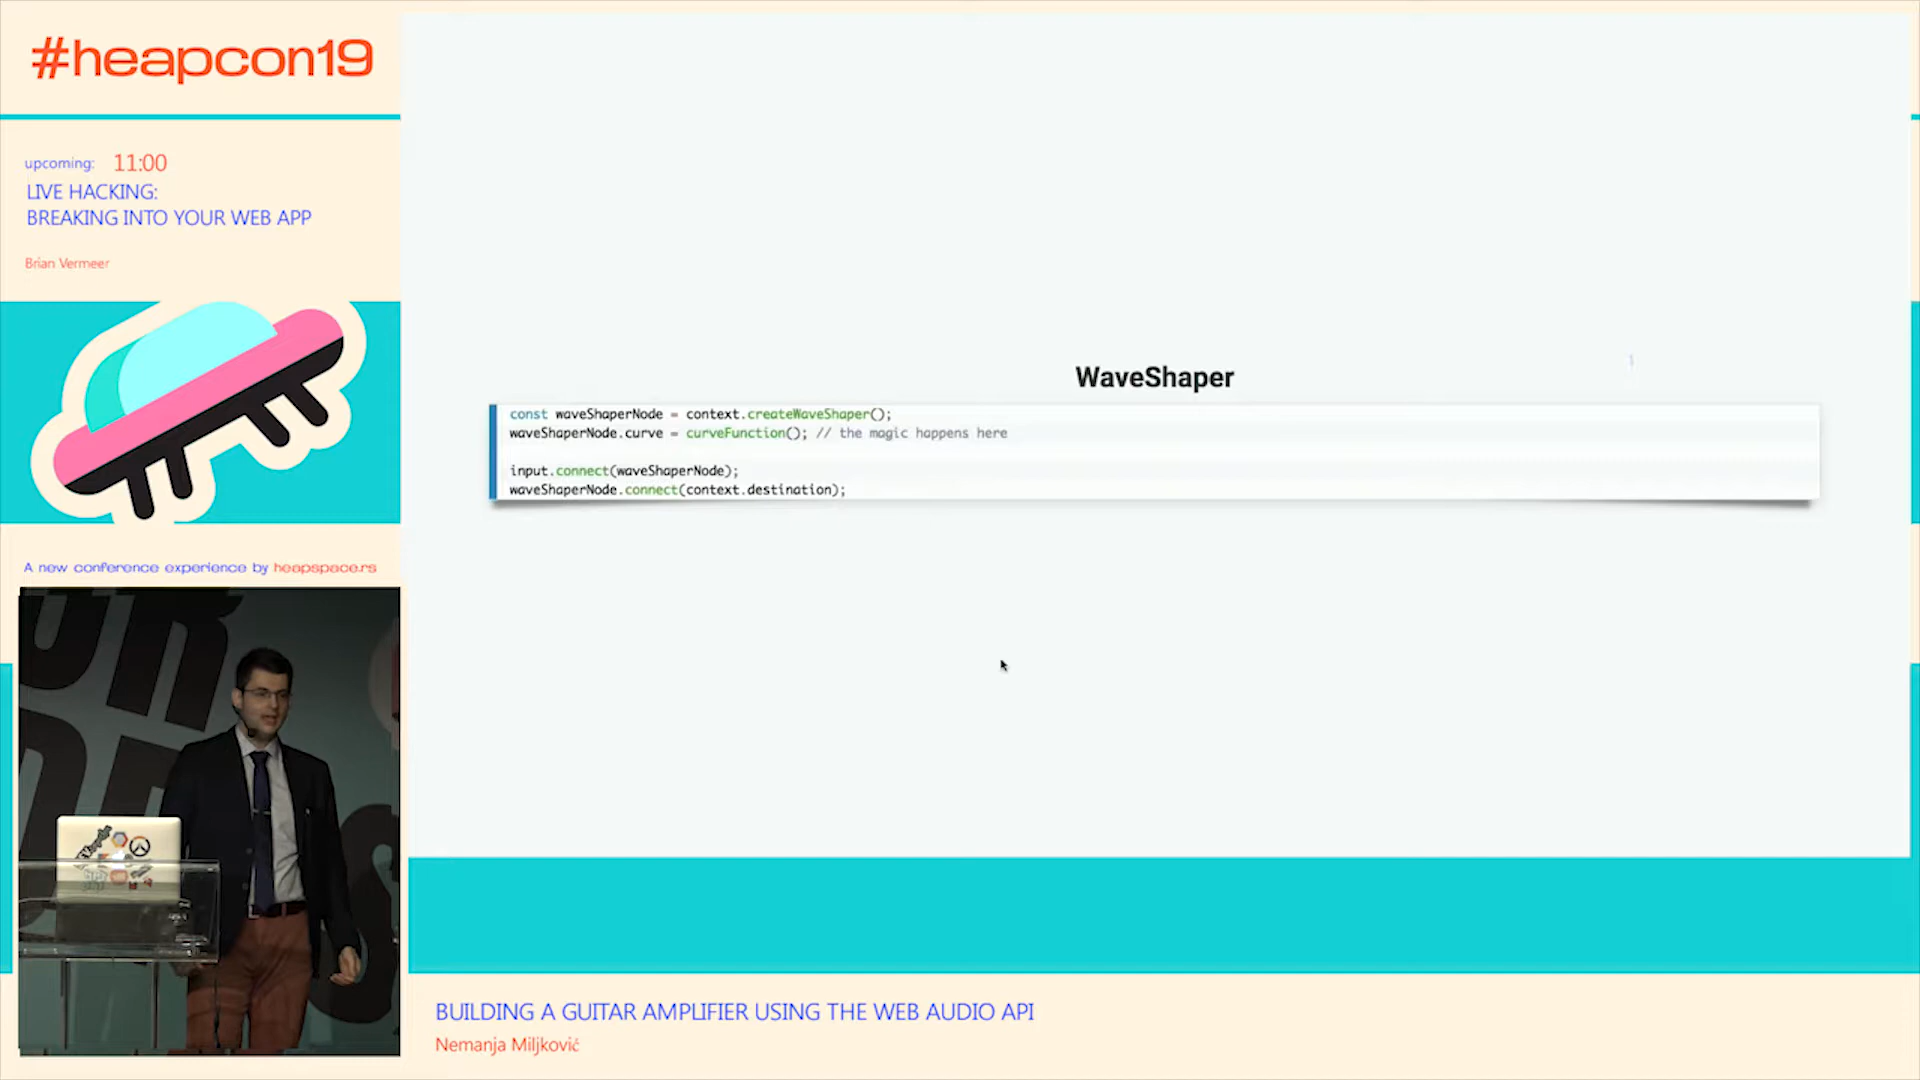 #heapcon19
upcoming: 11:00
LIVE HACKING:
BREAKING INTO YOUR WEB APP
Brian Vermeer
A new conference experience by heapspace.rs
WaveShaper
const waveShaperNode = context.createWaveShaper();
waveShaperNode.curve = curveFunction(); // the magic happens here
input.connect(waveShaperNode);
waveShaperNode.connect(context.destination);
BUILDING A GUITAR AMPLIFIER USING THE WEB AUDIO API
Nemanja Miljković